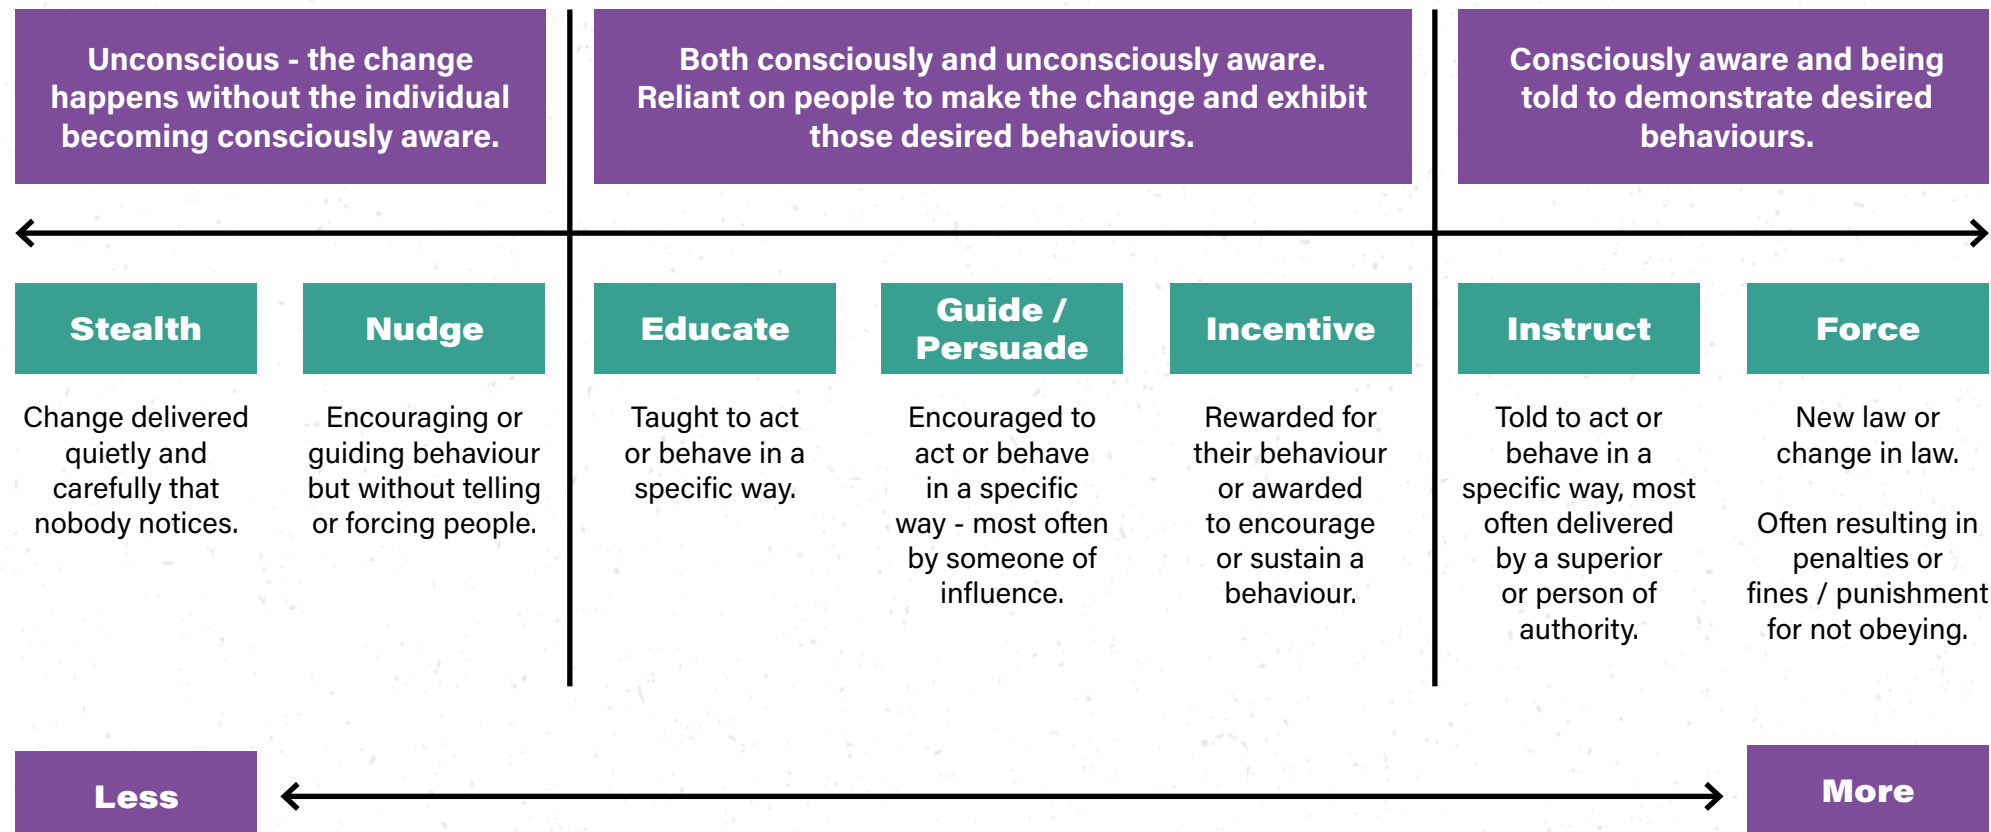 Unconscious - the change
happens without the individual
becoming consciously aware.
Both consciously and unconsciously aware.
Reliant on people to make the change and exhibit
those desired behaviours.
Consciously aware and being
told to demonstrate desired
behaviours.
Stealth
Change delivered
quietly and
carefully that
nobody notices.
Nudge
Encouraging or
guiding behaviour
but without telling
or forcing people.
Educate
Taught to act
or behave in a
specific way.
Guide /
Persuade
Encouraged to
act or behave
in a specific
way - most often
by someone of
influence.
Incentive
Rewarded for
their behaviour
or awarded
to encourage
or sustain a
behaviour.
Instruct
Told to act or
behave in a
specific way, most
often delivered
by a superior
or person of
authority.
Force
New law or
change in law.
Often resulting in
penalties or
fines / punishment
for not obeying.
Less
More